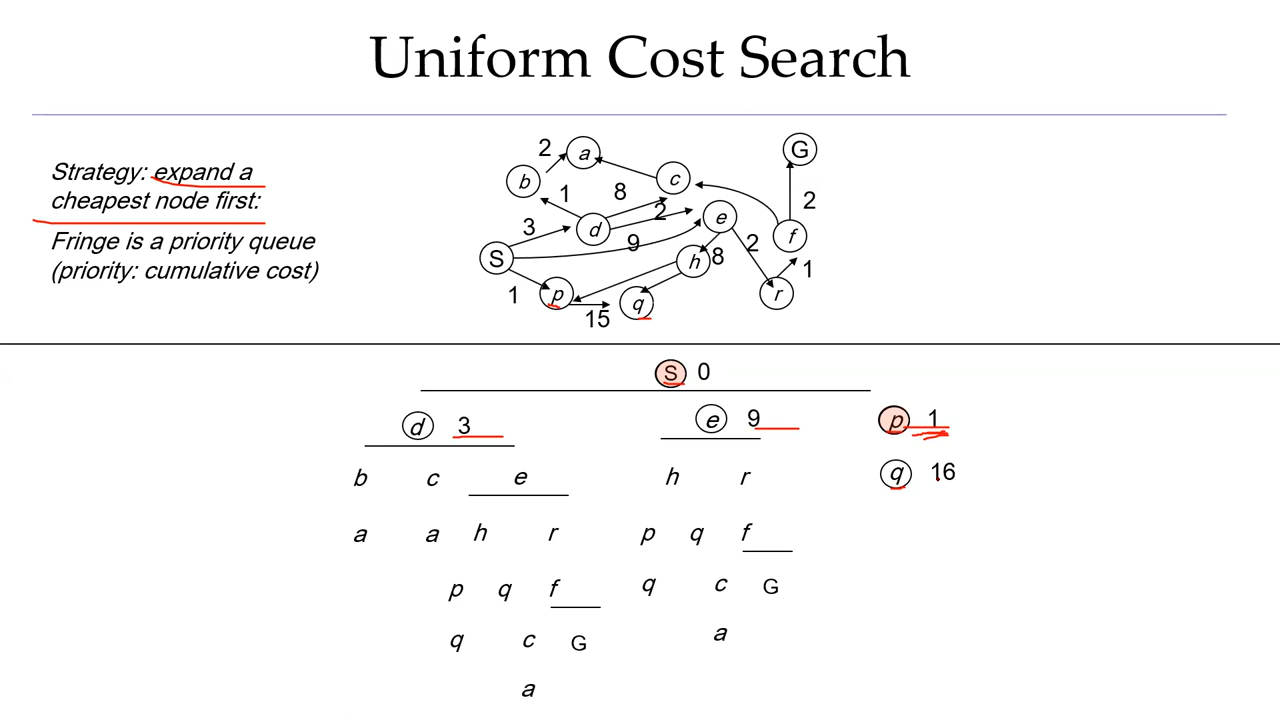 Uniform Cost Search
Strategy: expand a
cheapest node first:
Fringe is a priority queue
(priority: cumulative cost)
2 a G
b c
1 8 2
3 d 2 e
9 2 f
S h 8
1 p q r 1
15
S 0
d 3 e 9 p 1
b c e h r q 16
a a h r p q f
p q f q c G
q c G a
a